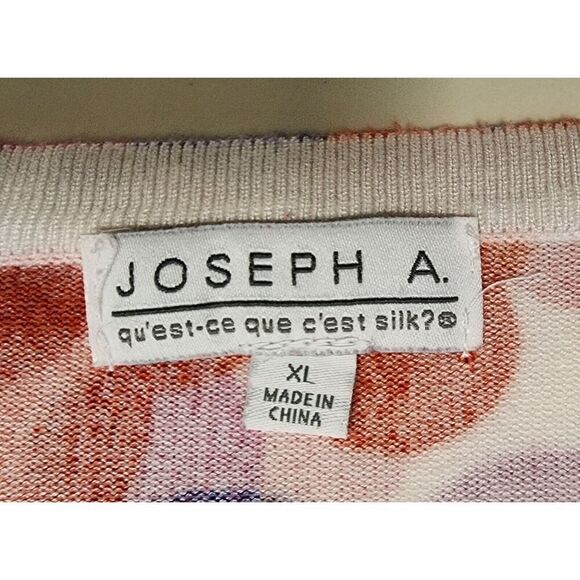 JOSEPH A.
qu'est-ce que c'est silk?®
XL
MADE IN
CHINA